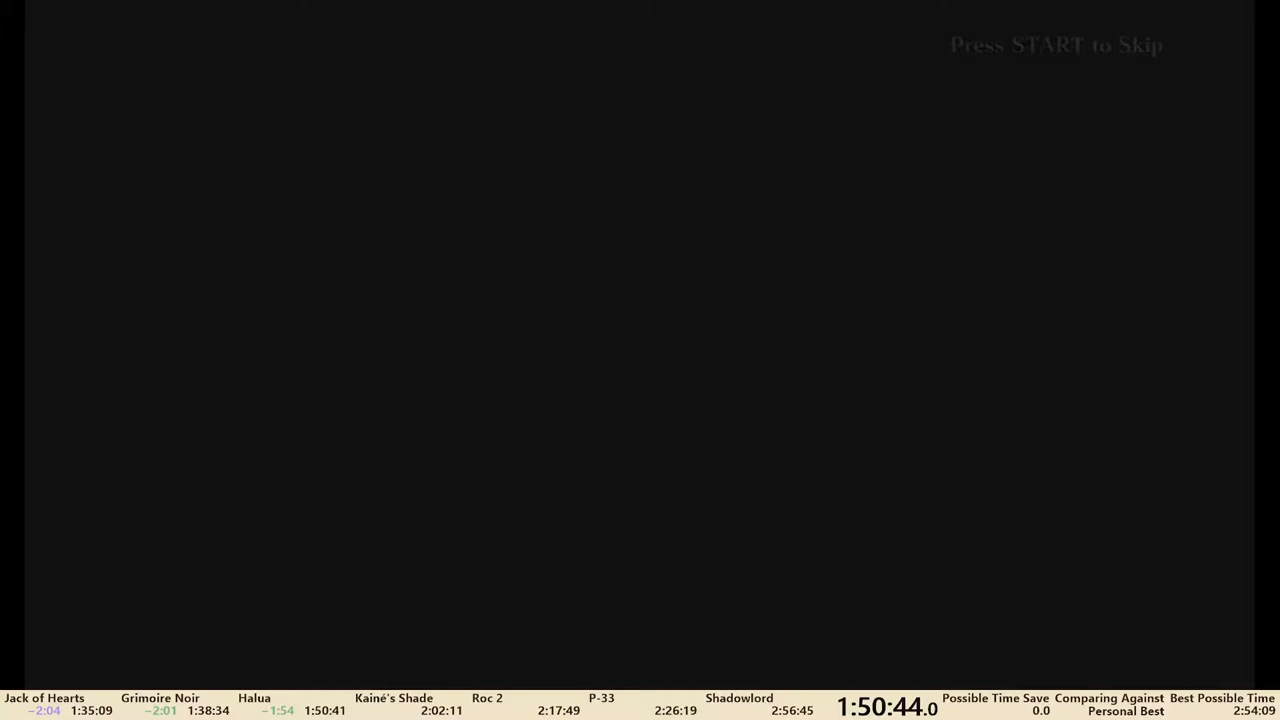 Press START to Skip
Jack of Hearts Grimoire Noir Halua Kainé's Shade Roc 2 P-33 Shadowlord 1:50:44.0 Possible Time Save Comparing Against Best Possible Time
−2:04 1:35:09 −2:01 1:38:34 −1:54 1:50:41 2:02:11 2:17:49 2:26:19 2:56:45 0.0 Personal Best 2:54:09